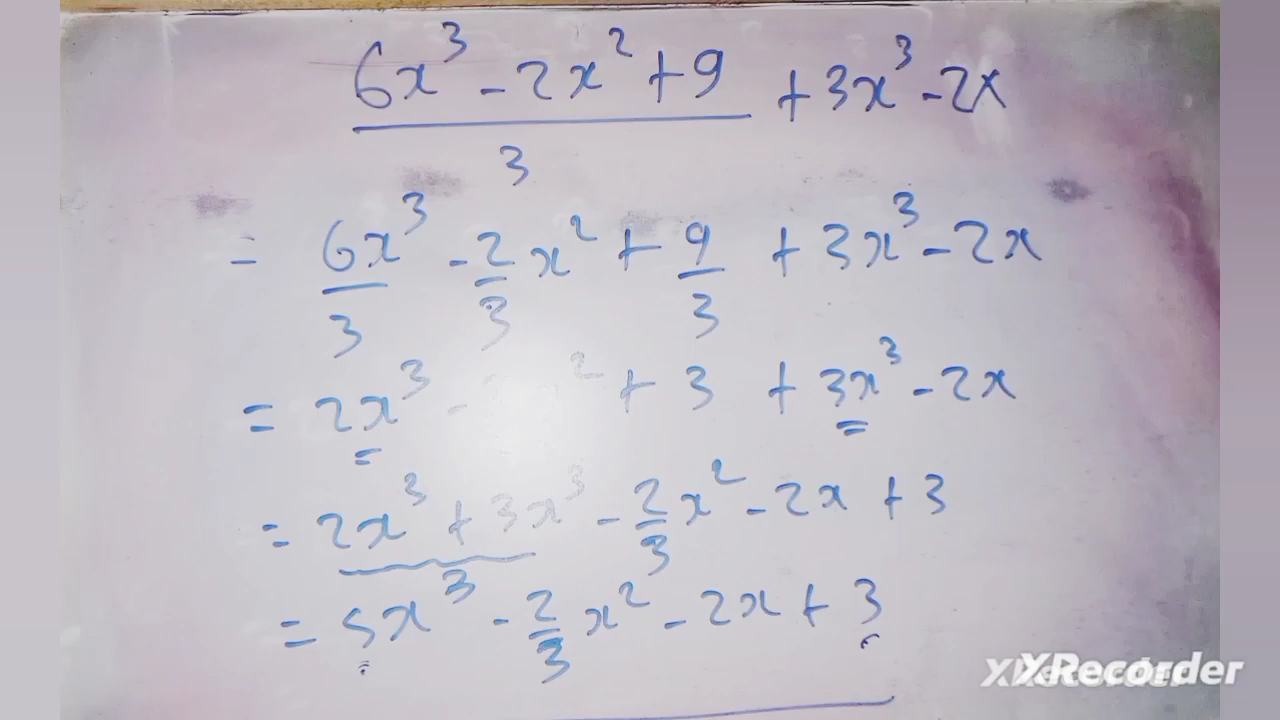 6x³ - 2x² + 9 / 3 + 3x³ - 2x
= 6x³/3 - 2/3 x² + 9/3 + 3x³ - 2x
= 2x³ - ² + 3 + 3x³ - 2x
= 2x³ + 3x³ - 2/3 x² - 2x + 3
= 5x³ - 2/3 x² - 2x + 3
XRecorder